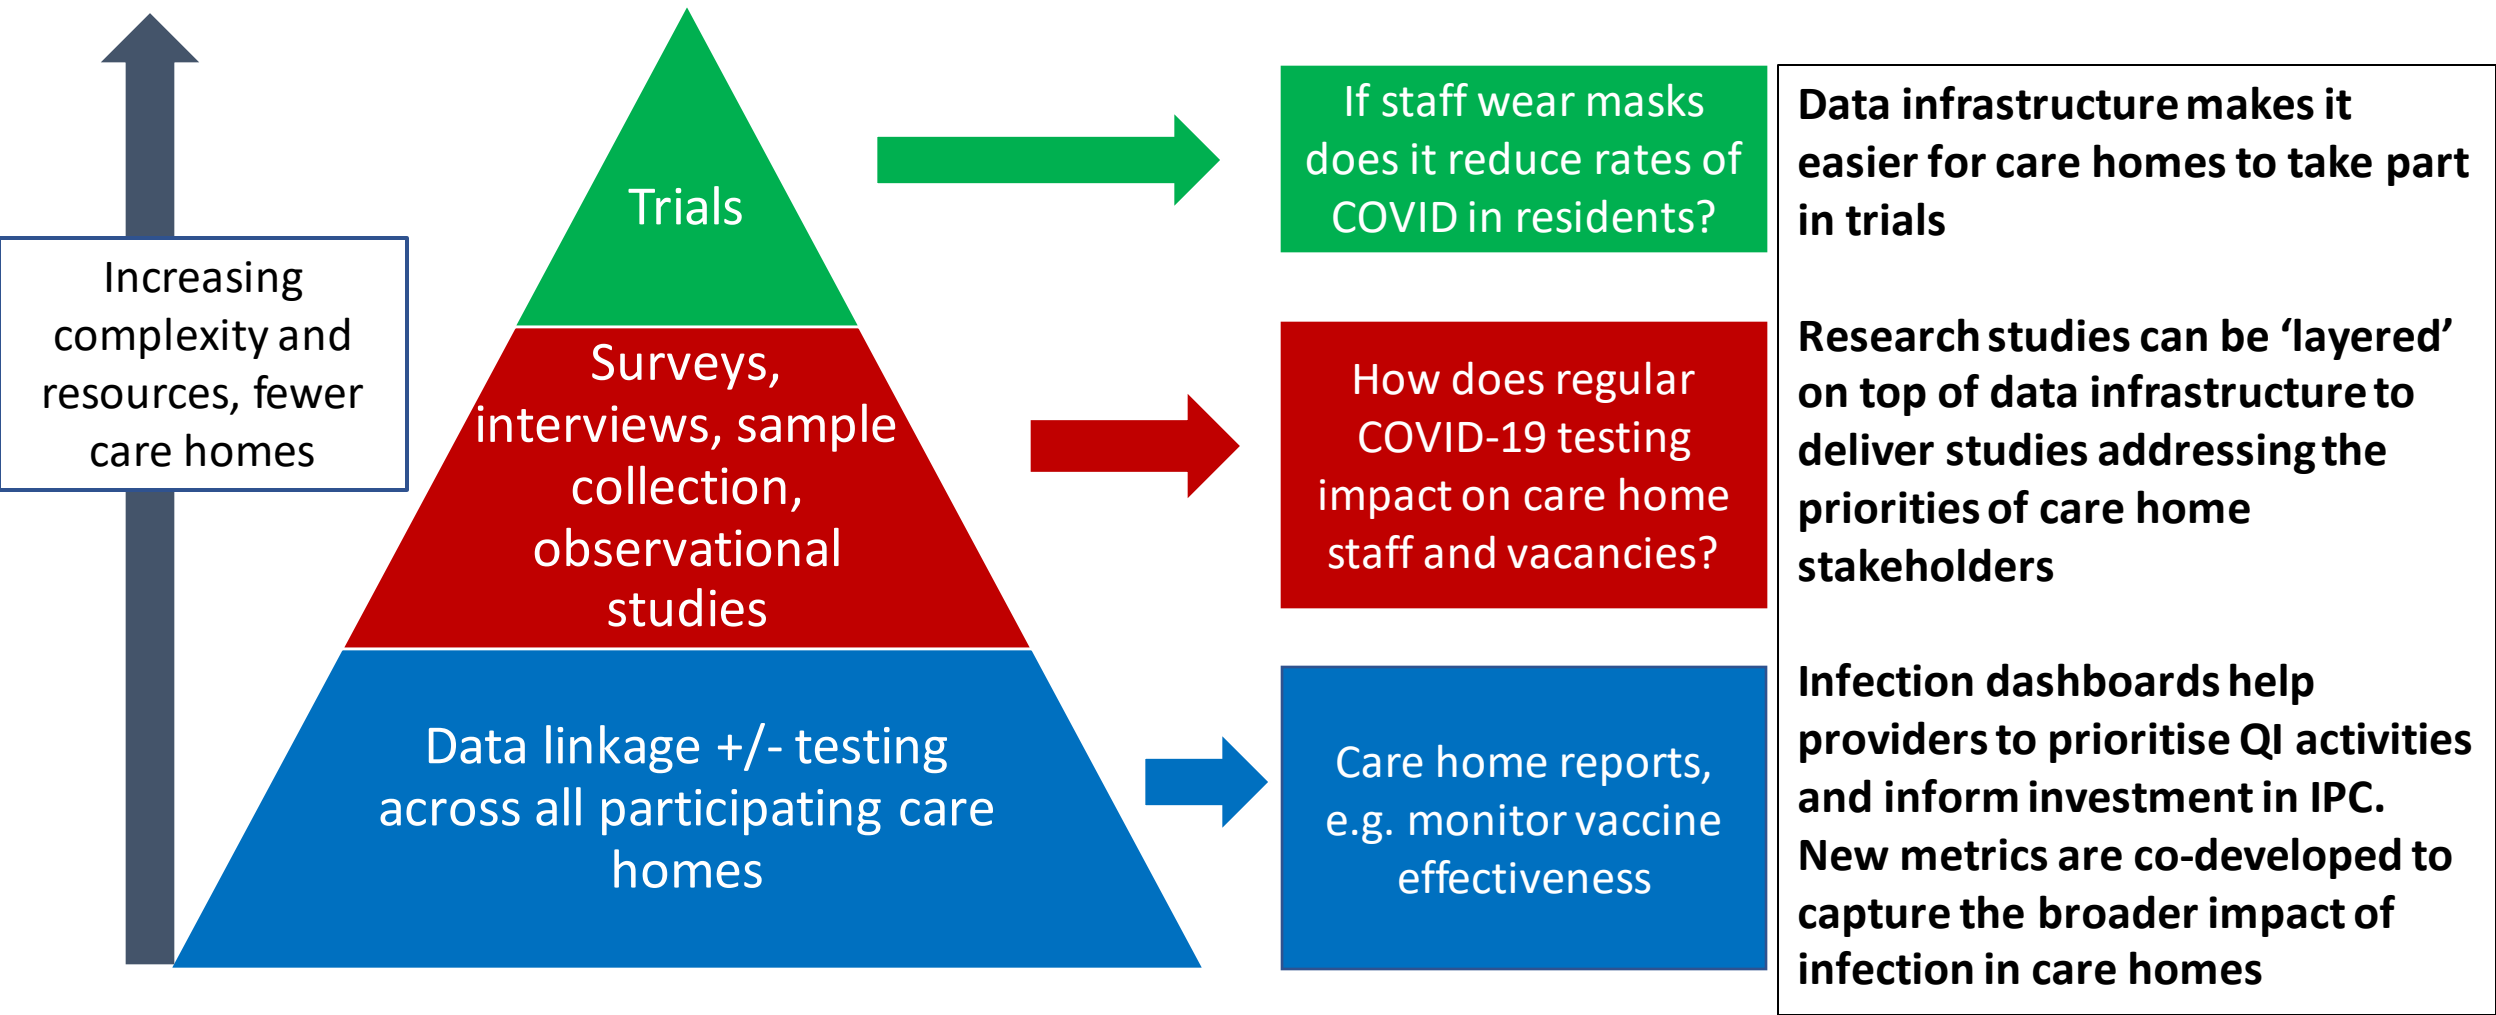 Increasing
complexity and
resources, fewer
care homes
Trials
Surveys,
interviews, sample
collection,
observational
studies
Data linkage +/- testing
across all participating care
homes
If staff wear masks
does it reduce rates of
COVID in residents?
How does regular
COVID-19 testing
impact on care home
staff and vacancies?
Care home reports,
e.g. monitor vaccine
effectiveness
Data infrastructure makes it
easier for care homes to take part
in trials
Research studies can be ‘layered’
on top of data infrastructure to
deliver studies addressing the
priorities of care home
stakeholders
Infection dashboards help
providers to prioritise QI activities
and inform investment in IPC.
New metrics are co-developed to
capture the broader impact of
infection in care homes